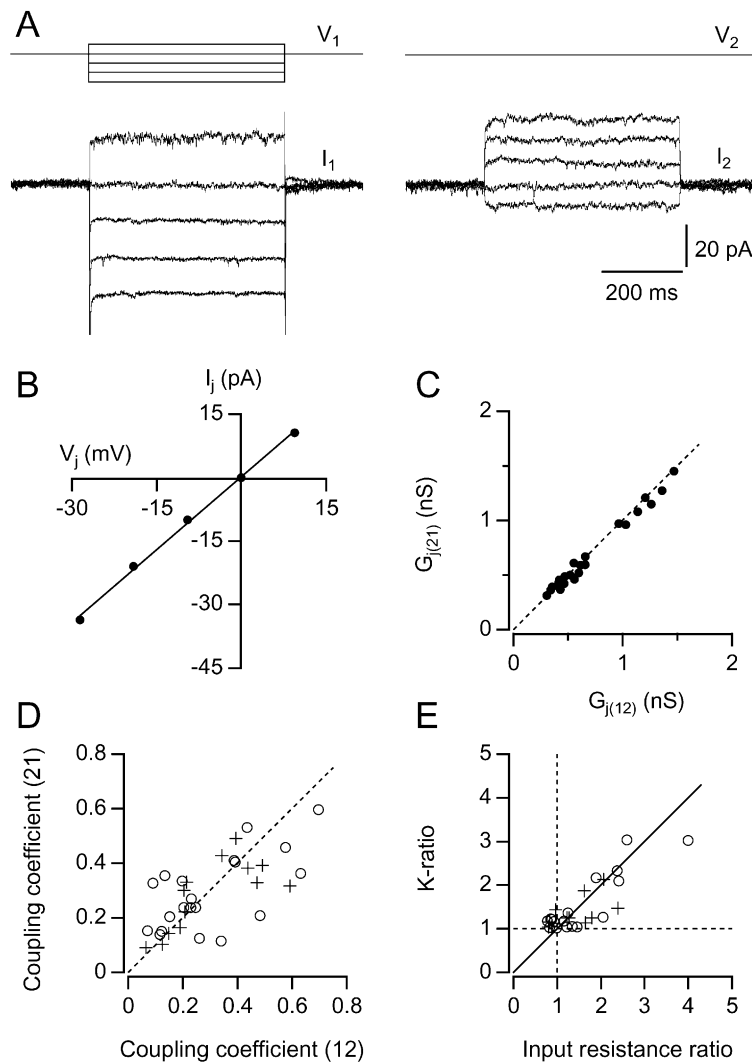 A
V1
V2
I1
I2
20 pA
200 ms
B
Ij (pA)
15
Vj (mV)
-30
-15
15
-15
-30
-45
C
2
1
0
Gj(21) (nS)
0
1
2
Gj(12) (nS)
D
0.8
0.6
0.4
0.2
0
Coupling coefficient (21)
0
0.2
0.4
0.6
0.8
Coupling coefficient (12)
E
5
4
3
2
1
0
K-ratio
0
1
2
3
4
5
Input resistance ratio